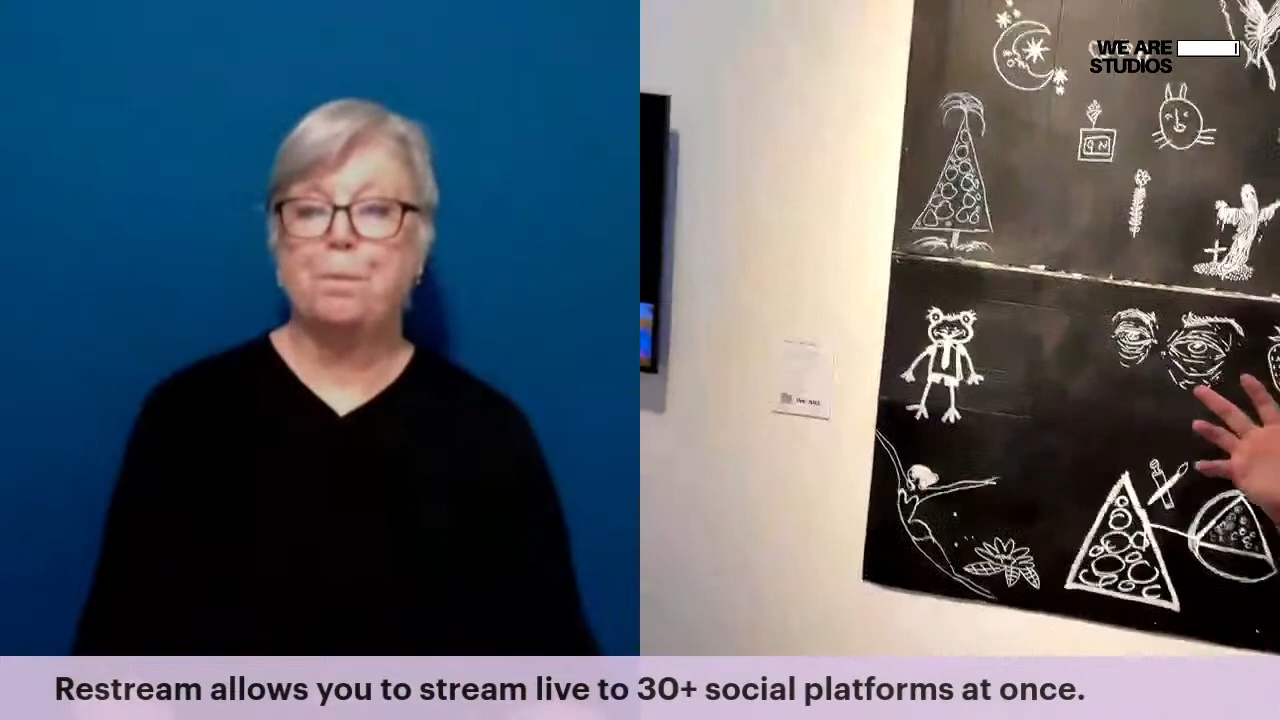 WE ARE
STUDIOS
Restream allows you to stream live to 30+ social platforms at once.